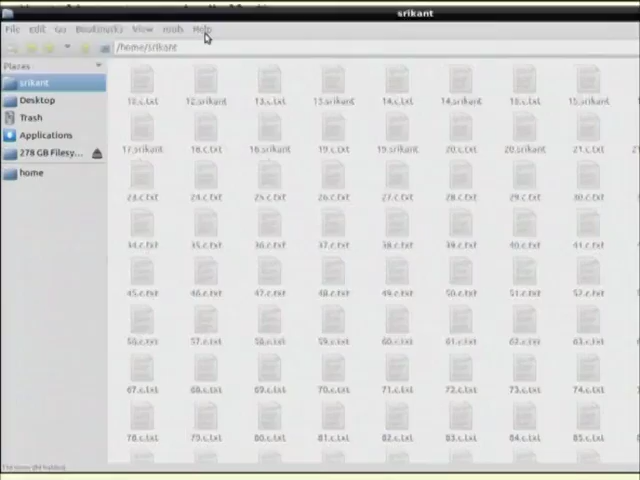 srikant
File Edit Go Bookmarks View Tools Help
/home/srikant
Places
srikant
Desktop
Trash
Applications
278 GB Filesy...
home
12.srikant 13.c.txt 13.srikant 14.c.txt 14.srikant 15.srikant
17.srikant 18.c.txt 19.c.txt 19.srikant 20.c.txt 20.srikant 21.c.txt
23.c.txt 24.c.txt 25.c.txt 26.c.txt 27.c.txt 28.c.txt 29.c.txt 30.c.txt
34.c.txt 35.c.txt 36.c.txt 37.c.txt 38.c.txt 39.c.txt 40.c.txt 41.c.txt
45.c.txt 46.c.txt 47.c.txt 48.c.txt 49.c.txt 50.c.txt 51.c.txt 52.c.txt
56.c.txt 57.c.txt 58.c.txt 59.c.txt 60.c.txt 61.c.txt 62.c.txt 63.c.txt
67.c.txt 68.c.txt 69.c.txt 70.c.txt 71.c.txt 72.c.txt 73.c.txt 74.c.txt
78.c.txt 79.c.txt 80.c.txt 81.c.txt 82.c.txt 83.c.txt 84.c.txt 85.c.txt